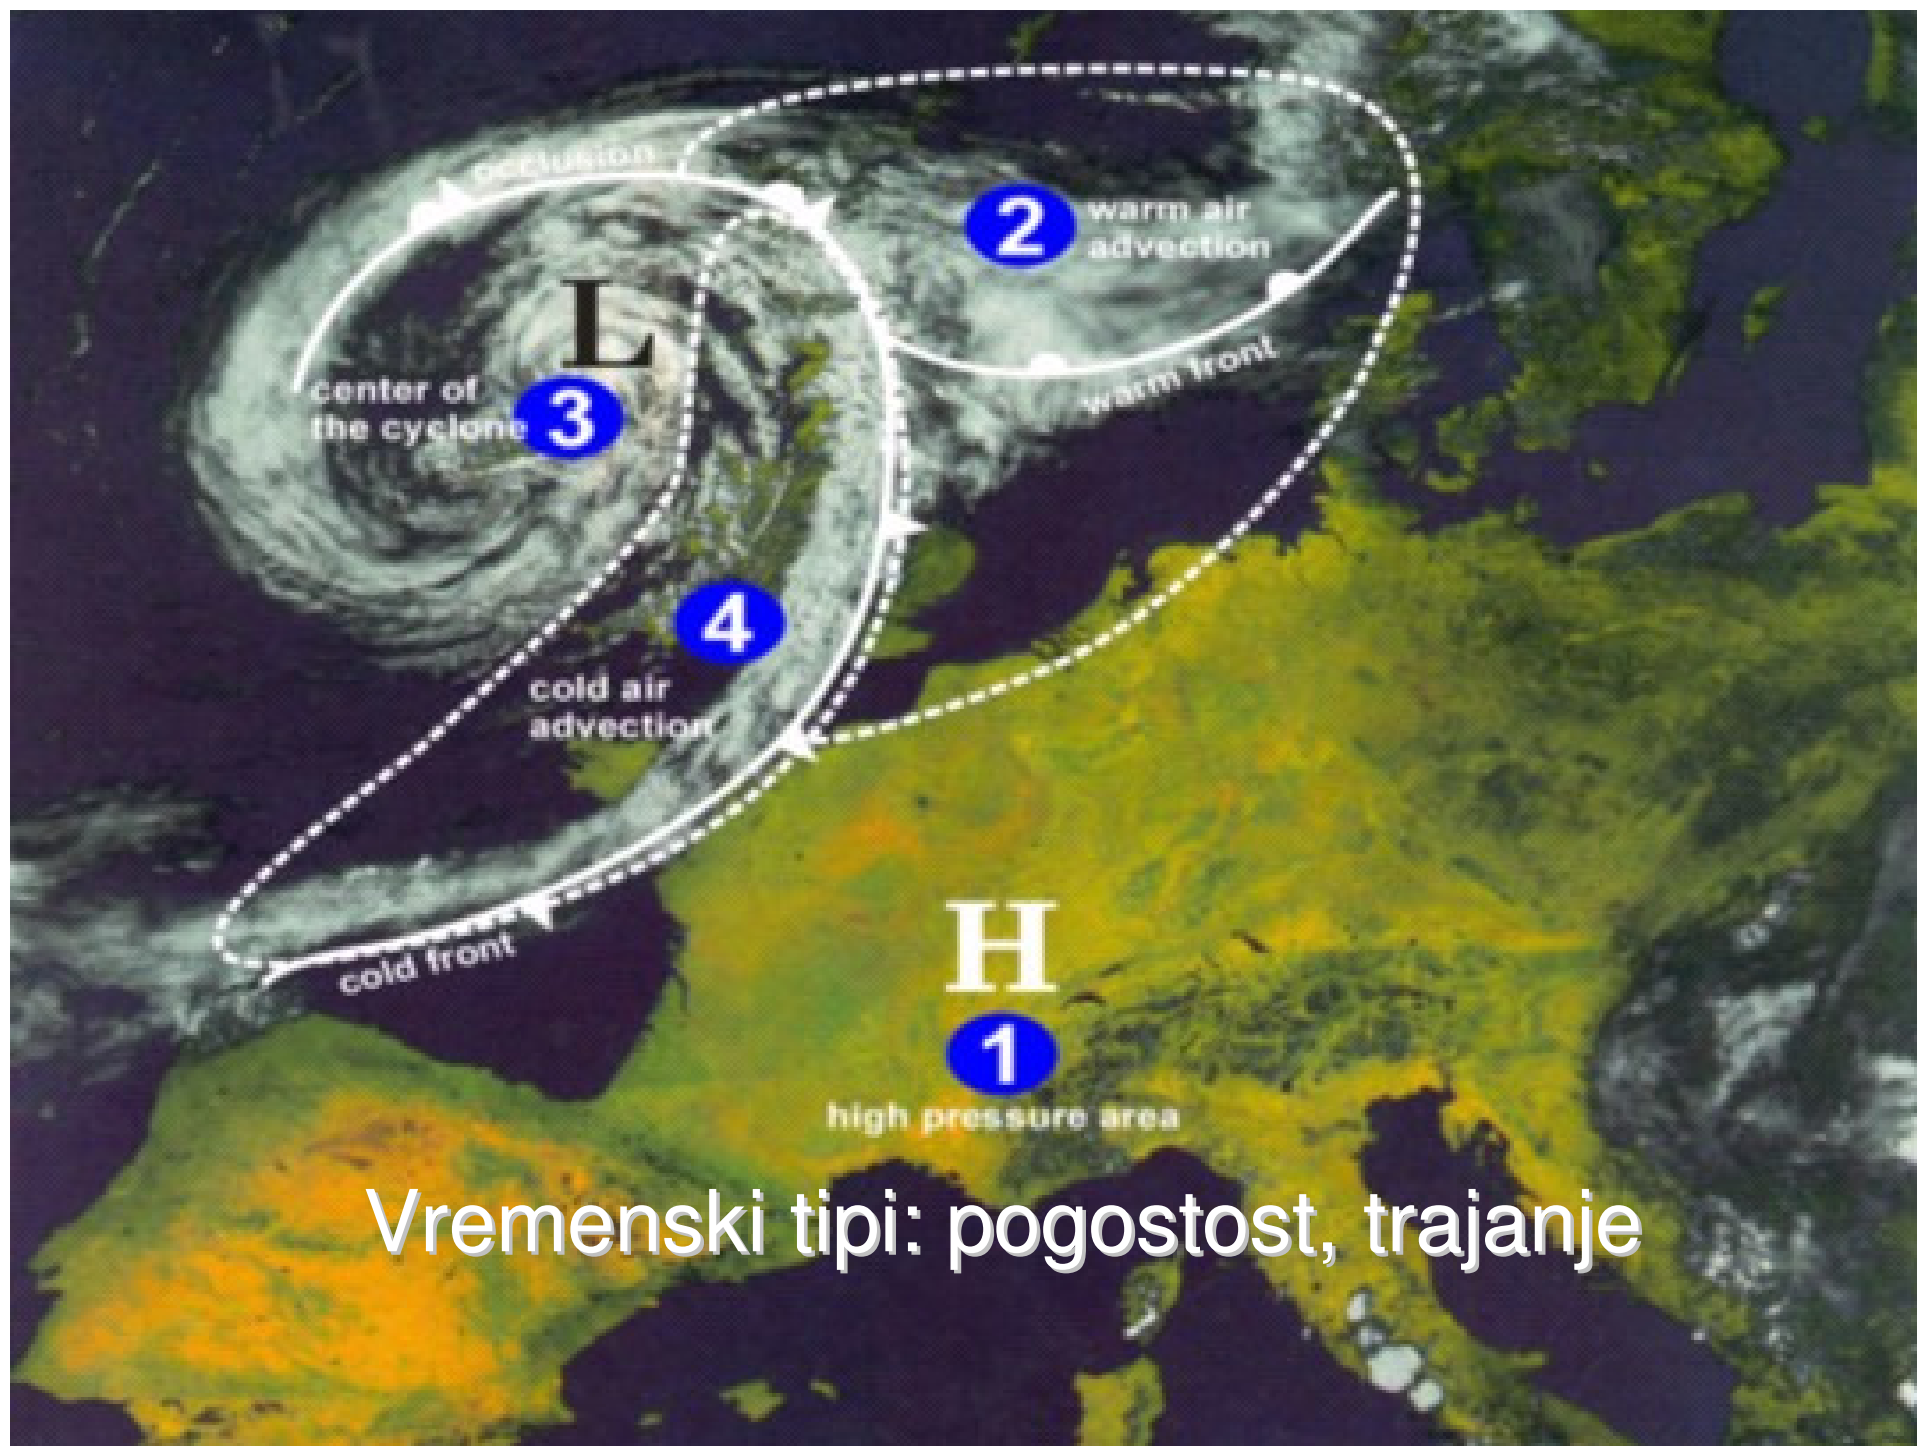 occlusion
2
warm air
advection
L
center of
the cyclone
3
warm front
4
cold air
advection
cold front
H
1
high pressure area
Vremenski tipi: pogostost, trajanje